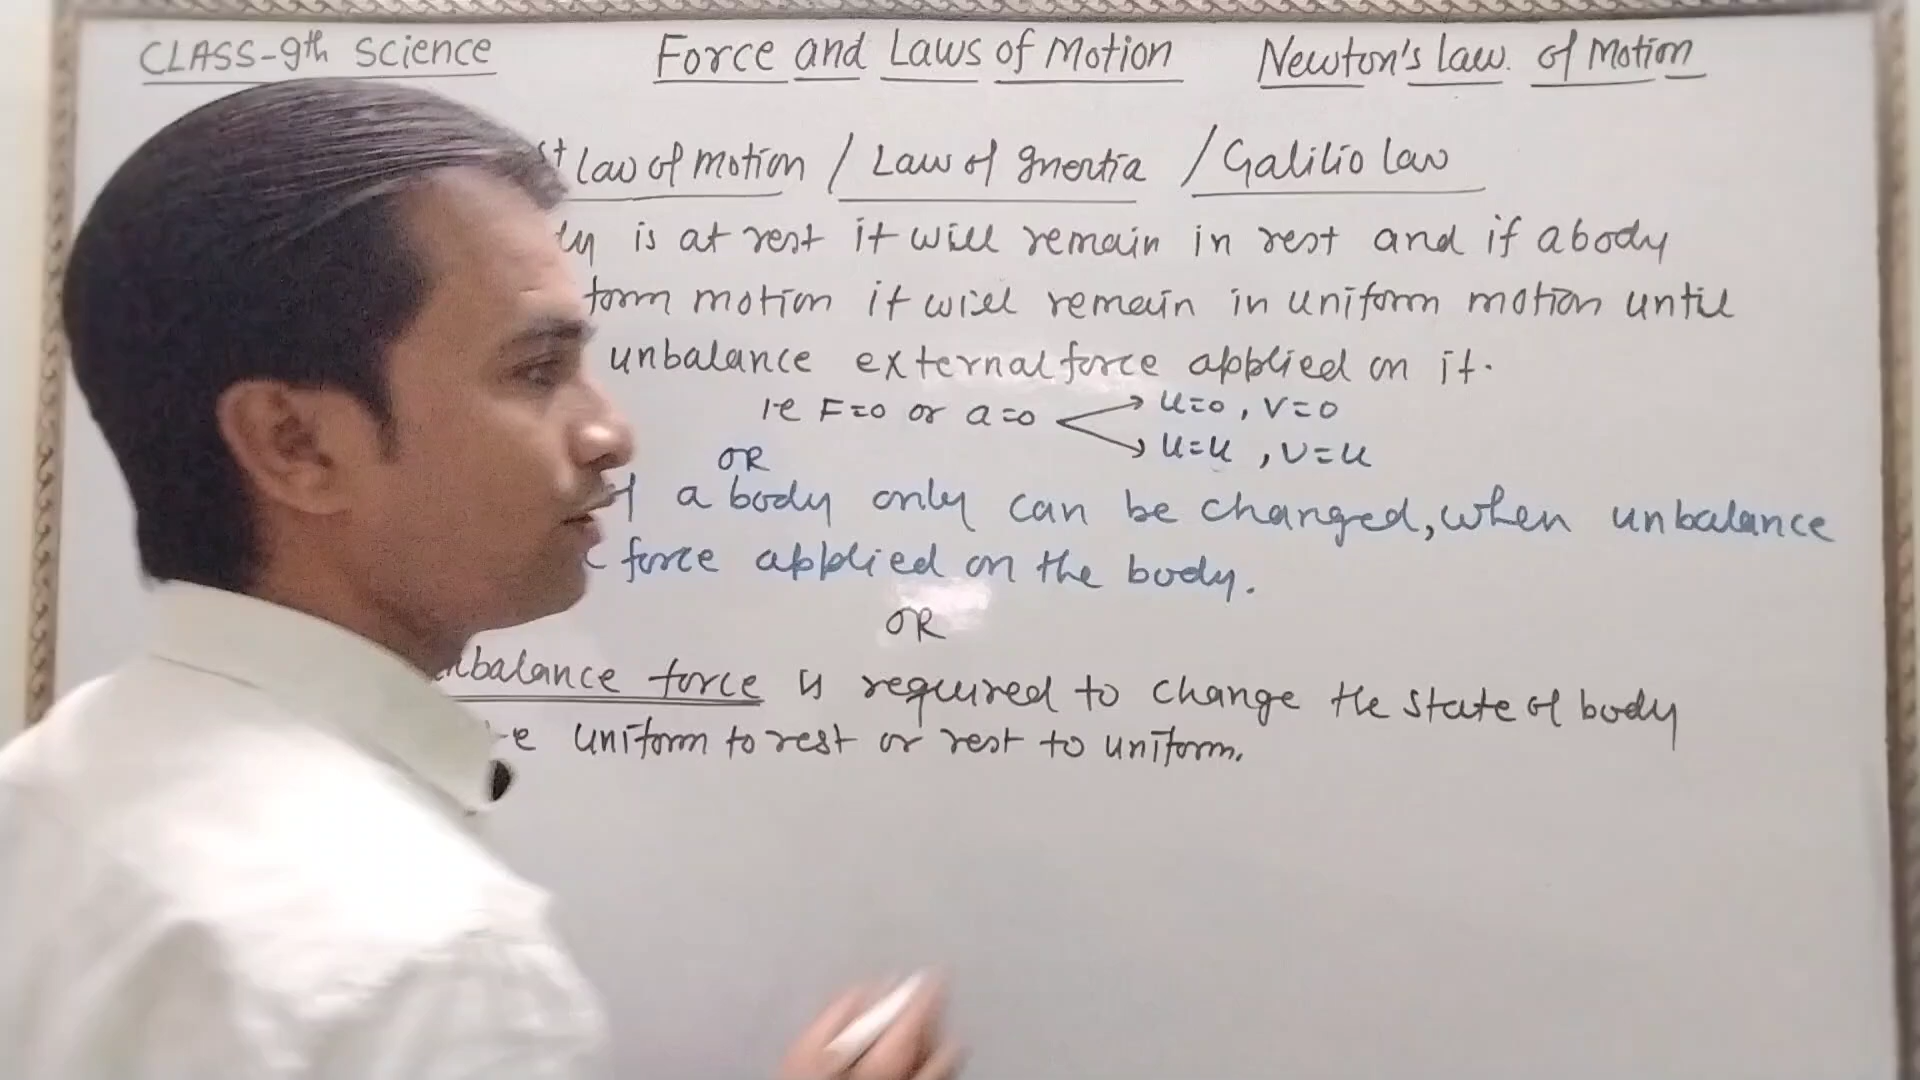 CLASS-9th Science Force and Laws of Motion Newton's law. of Motion
law of motion / Law of Inertia / Galilio law
is at rest it will remain in rest and if a body
motion it will remain in uniform motion until
unbalance external force applied on it.
i.e F=0 or a=0 u=0, v=0
u=u, v=u
OR
a body only can be changed, when unbalance
force applied on the body.
OR
force is required to change the state of body
uniform to rest or rest to uniform.